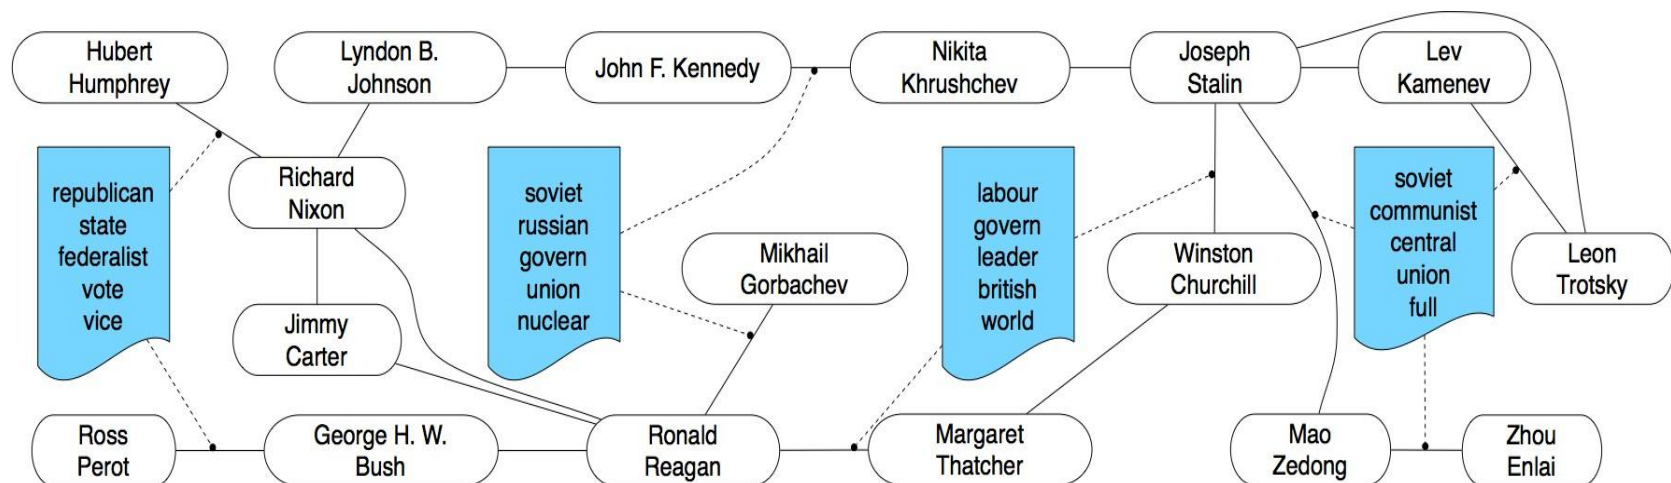 Hubert
Humphrey
Lyndon B.
Johnson
John F. Kennedy
Nikita
Khrushchev
Joseph
Stalin
Lev
Kamenev
republican
state
federalist
vote
vice
Richard
Nixon
soviet
russian
govern
union
nuclear
Mikhail
Gorbachev
labour
govern
leader
british
world
Winston
Churchill
soviet
communist
central
union
full
Leon
Trotsky
Jimmy
Carter
Ross
Perot
George H. W.
Bush
Ronald
Reagan
Margaret
Thatcher
Mao
Zedong
Zhou
Enlai